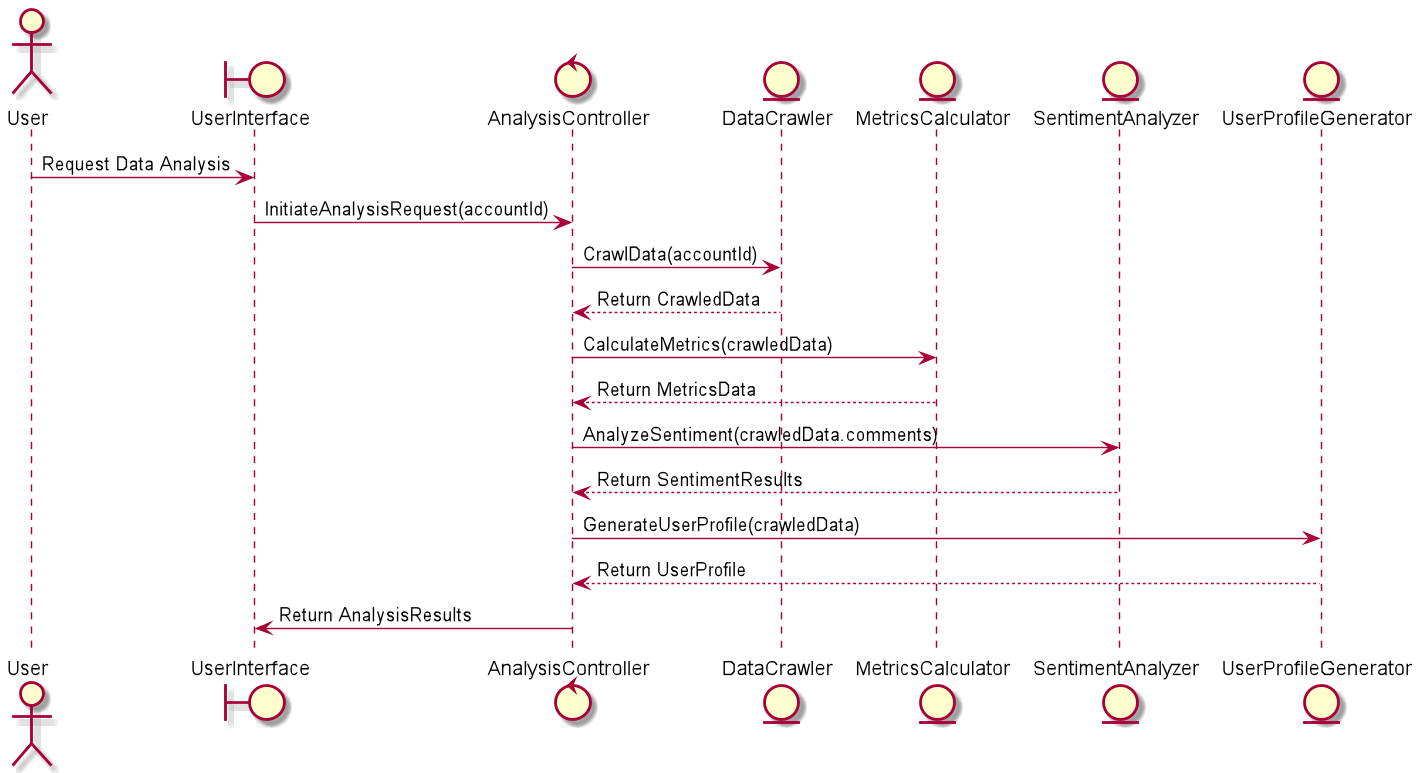 User
UserInterface
AnalysisController
DataCrawler
MetricsCalculator
SentimentAnalyzer
UserProfileGenerator
Request Data Analysis
InitiateAnalysisRequest(accountId)
CrawlData(accountId)
Return CrawledData
CalculateMetrics(crawledData)
Return MetricsData
AnalyzeSentiment(crawledData.comments)
Return SentimentResults
GenerateUserProfile(crawledData)
Return UserProfile
Return AnalysisResults
User
UserInterface
AnalysisController
DataCrawler
MetricsCalculator
SentimentAnalyzer
UserProfileGenerator